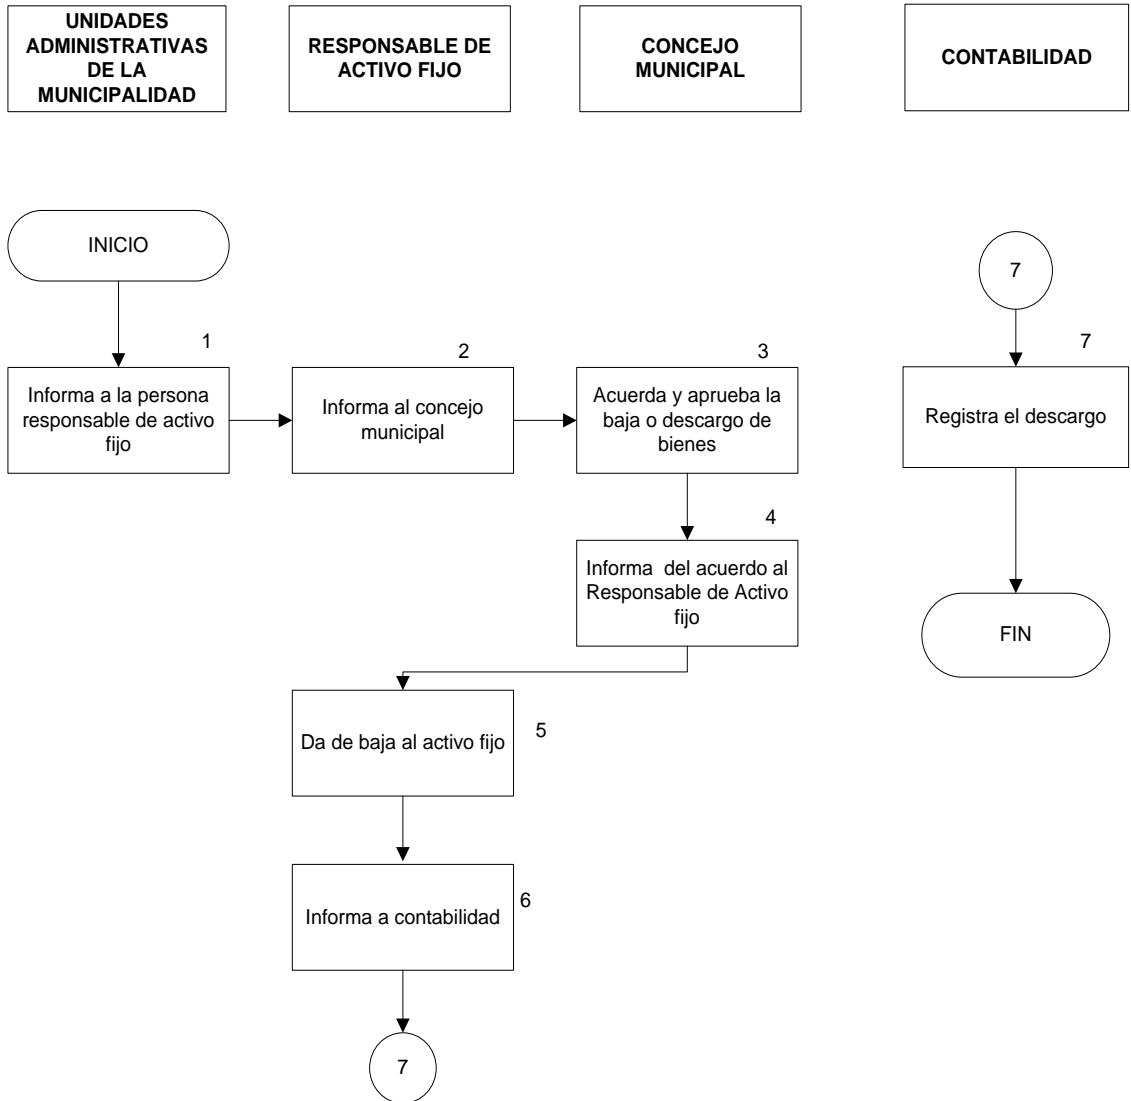 UNIDADES
ADMINISTRATIVAS
DE LA
MUNICIPALIDAD
RESPONSABLE DE
ACTIVO FIJO
CONCEJO
MUNICIPAL
CONTABILIDAD
INICIO
7
1
2
3
7
Informa a la persona
responsable de activo
fijo
Informa al concejo
municipal
Acuerda y aprueba la
baja o descargo de
bienes
Registra el descargo
4
Informa  del acuerdo al
Responsable de Activo
fijo
FIN
Da de baja al activo fijo
5
Informa a contabilidad
6
7